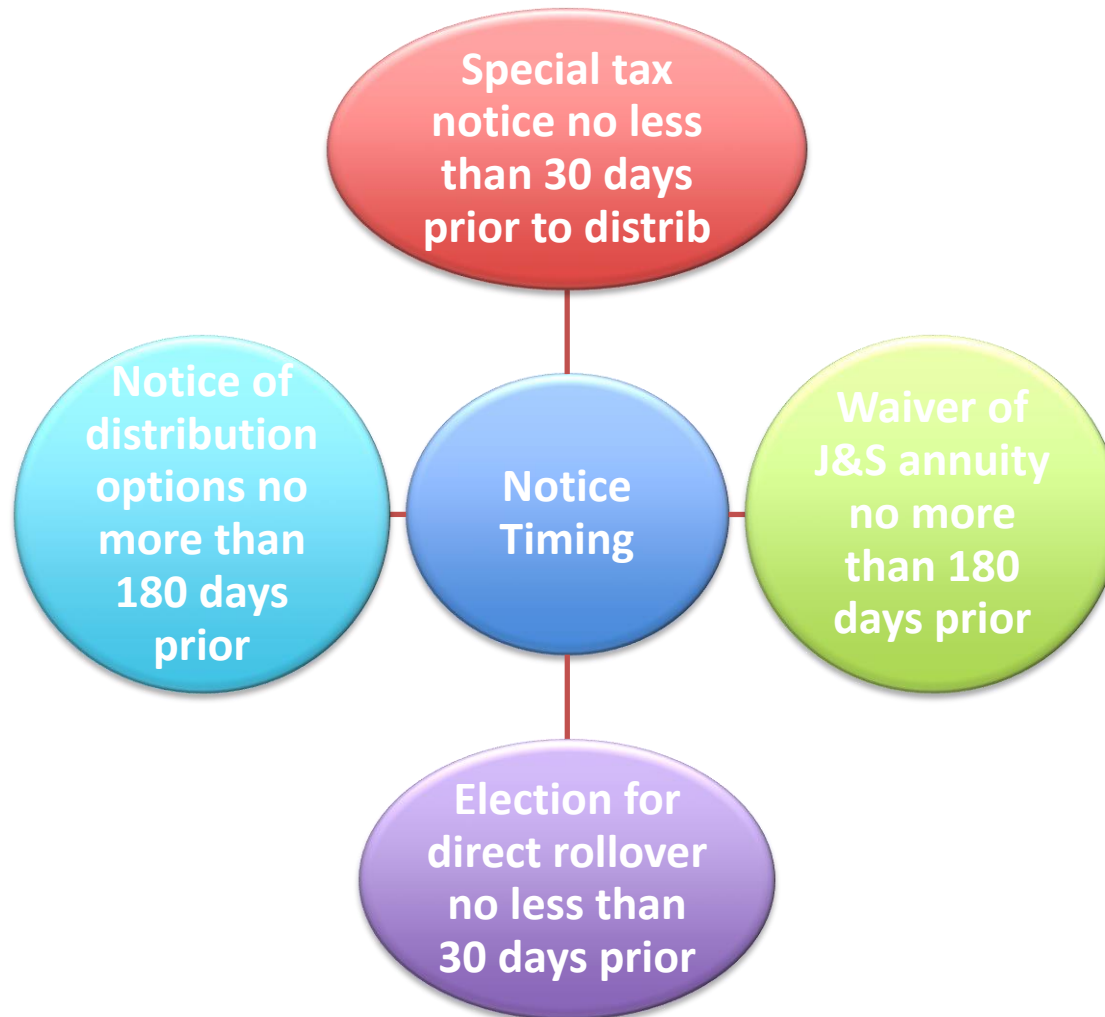 Special tax
notice no less
than 30 days
prior to distrib
Notice of
distribution
options no
more than
180 days
prior
Notice
Timing
Waiver of
J&S annuity
no more
than 180
days prior
Election for
direct rollover
no less than
30 days prior